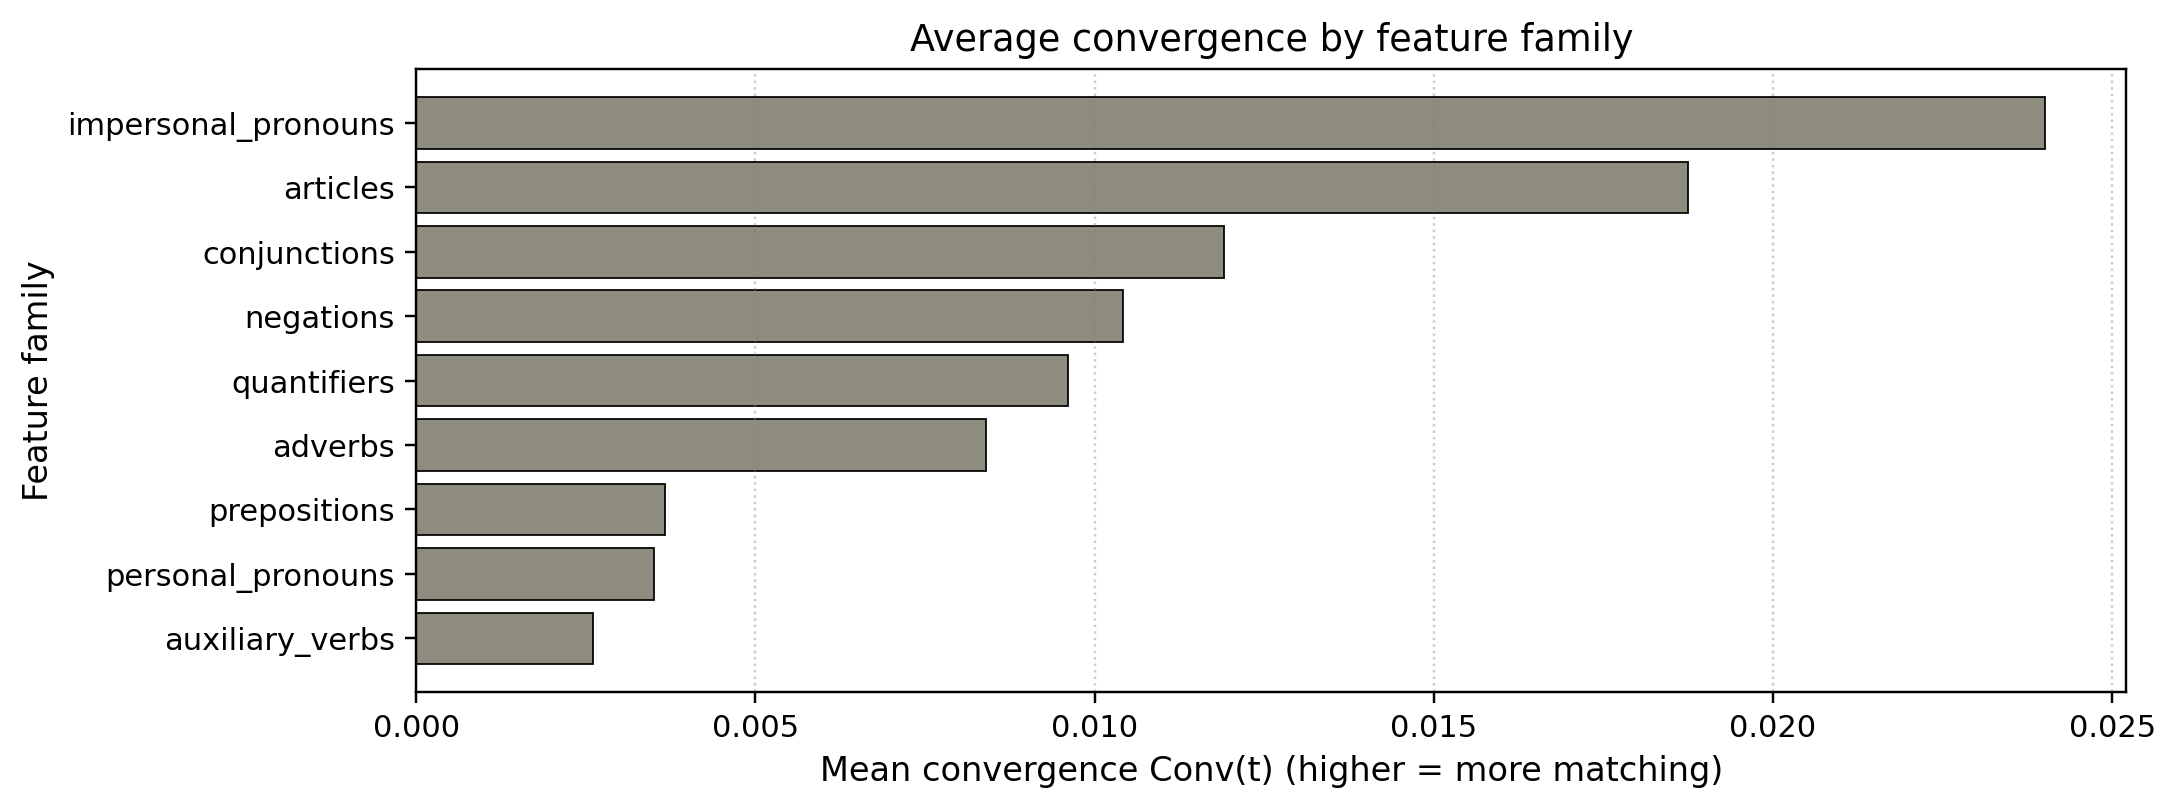 Average convergence by feature family
Feature family
impersonal_pronouns
articles
conjunctions
negations
quantifiers
adverbs
prepositions
personal_pronouns
auxiliary_verbs
0.000 0.005 0.010 0.015 0.020 0.025
Mean convergence Conv(t) (higher = more matching)